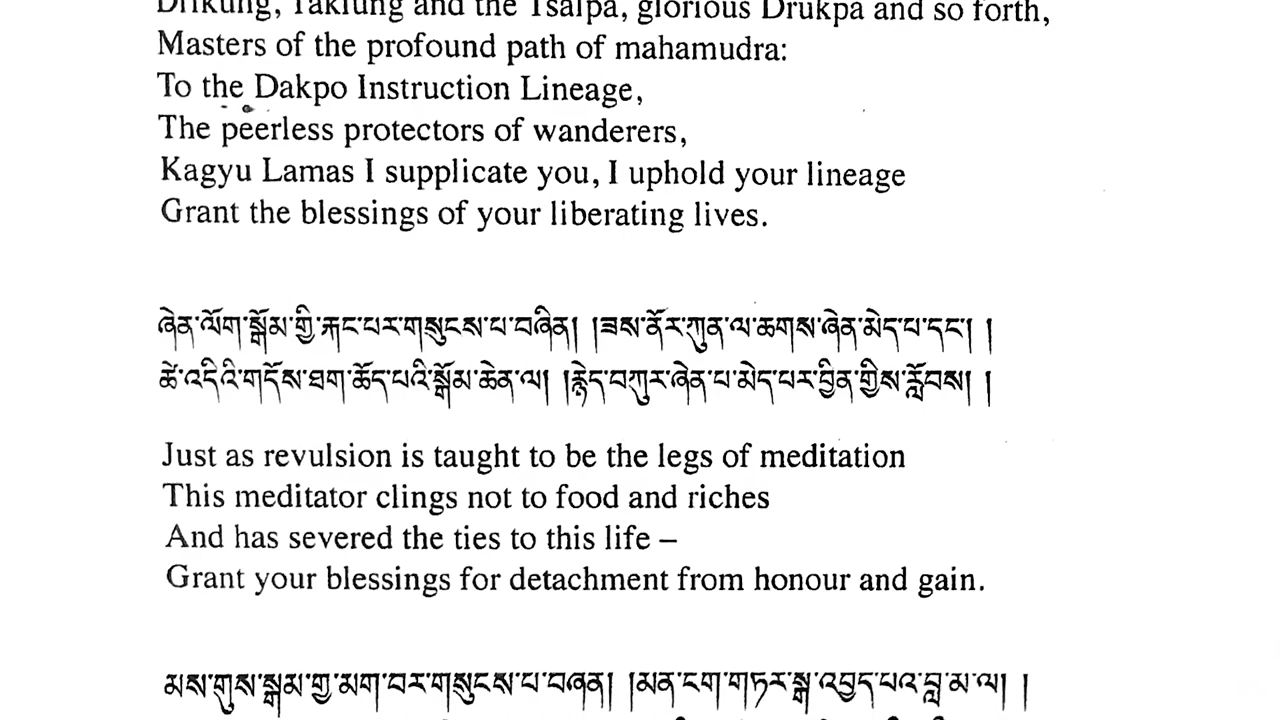 Drikung, Taklung and the Tsalpa, glorious Drukpa and so forth,
Masters of the profound path of mahamudra:
To the Dakpo Instruction Lineage,
The peerless protectors of wanderers,
Kagyu Lamas I supplicate you, I uphold your lineage
Grant the blessings of your liberating lives.
ཞེན་ལོག་སྒོམ་གྱི་རྐང་པར་གསུངས་པ་བཞིན། །ཟས་ནོར་ཀུན་ལ་ཆགས་ཞེན་མེད་པ་དང་། །
ཚེ་འདིའི་གདོས་ཐག་ཆོད་པའི་སྒོམ་ཆེན་ལ། །རྙེད་བཀུར་ཞེན་པ་མེད་པར་བྱིན་གྱིས་རློབས། །
Just as revulsion is taught to be the legs of meditation
This meditator clings not to food and riches
And has severed the ties to this life –
Grant your blessings for detachment from honour and gain.
མས་གུས་སྒམ་གྱ་མག་བར་གསུངས་པ་བཞན། །མན་ངག་གཏར་སྒ་འབྱད་པའ་བླ་མ་ལ། །